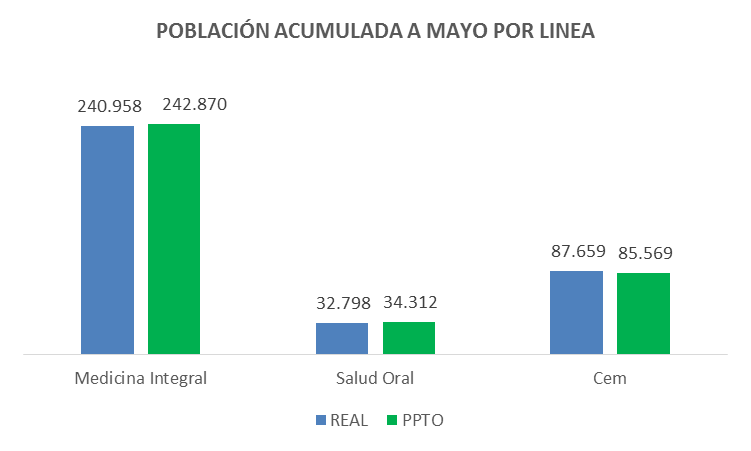 POBLACIÓN ACUMULADA A MAYO POR LINEA
240.958 242.870
32.798 34.312
87.659 85.569
Medicina Integral Salud Oral Cem
REAL PPTO